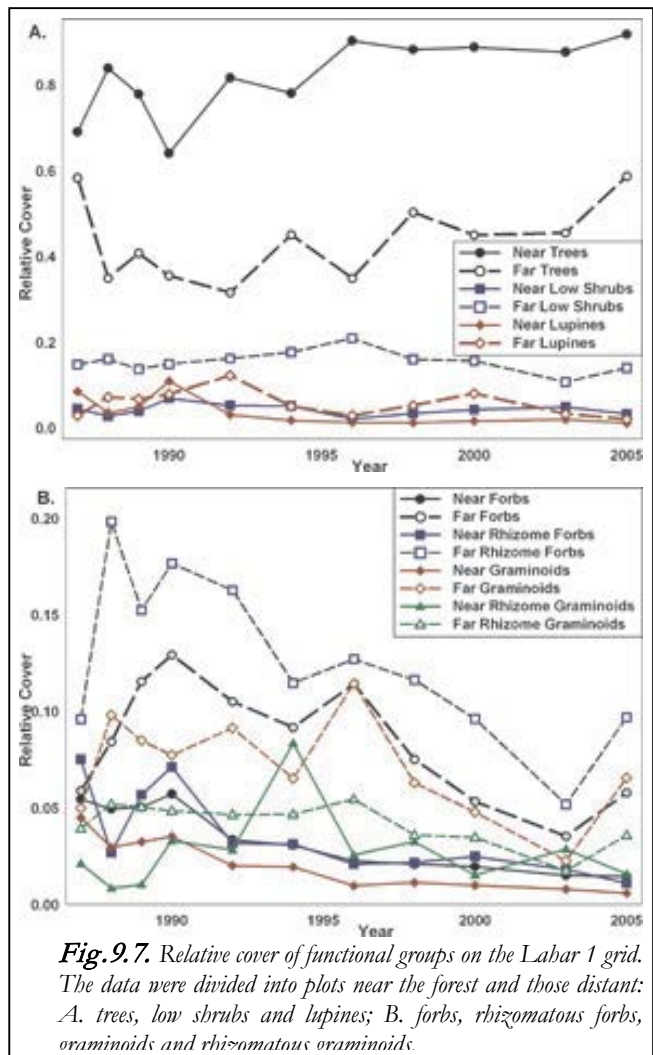 A.
0.8
0.6
0.4
0.2
0.0
Relative Cover
Near Trees
Far Trees
Near Low Shrubs
Far Low Shrubs
Near Lupines
Far Lupines
1990
1995
2000
2005
Year
B.
0.20
0.15
0.10
0.05
0.00
Relative Cover
Near Forbs
Far Forbs
Near Rhizome Forbs
Far Rhizome Forbs
Near Graminoids
Far Graminoids
Near Rhizome Graminoids
Far Rhizome Graminoids
1990
1995
2000
2005
Year
Fig.9.7. Relative cover of functional groups on the Lahar 1 grid.
The data were divided into plots near the forest and those distant:
A. trees, low shrubs and lupines; B. forbs, rhizomatous forbs,
graminoids and rhizomatous graminoids.